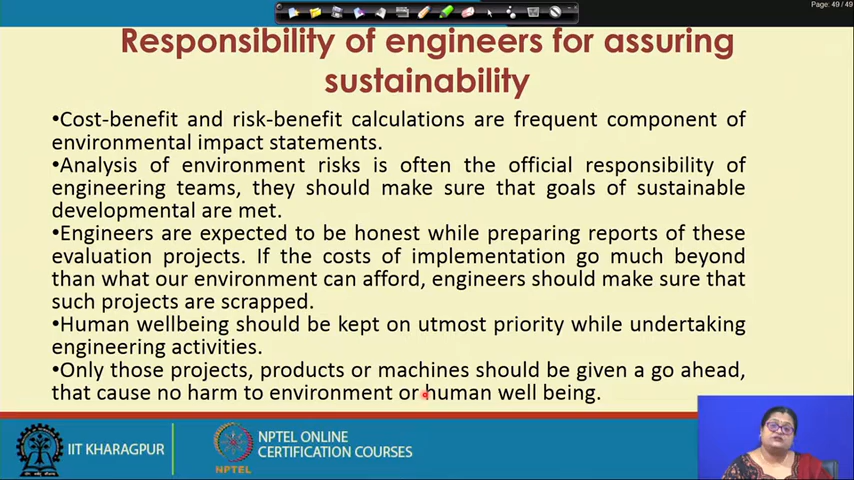 Page: 49 / 49
Responsibility of engineers for assuring
sustainability
•Cost-benefit and risk-benefit calculations are frequent component of
environmental impact statements.
•Analysis of environment risks is often the official responsibility of
engineering teams, they should make sure that goals of sustainable
developmental are met.
•Engineers are expected to be honest while preparing reports of these
evaluation projects. If the costs of implementation go much beyond
than what our environment can afford, engineers should make sure that
such projects are scrapped.
•Human wellbeing should be kept on utmost priority while undertaking
engineering activities.
•Only those projects, products or machines should be given a go ahead,
that cause no harm to environment or human well being.
IIT KHARAGPUR
NPTEL
NPTEL ONLINE
CERTIFICATION COURSES